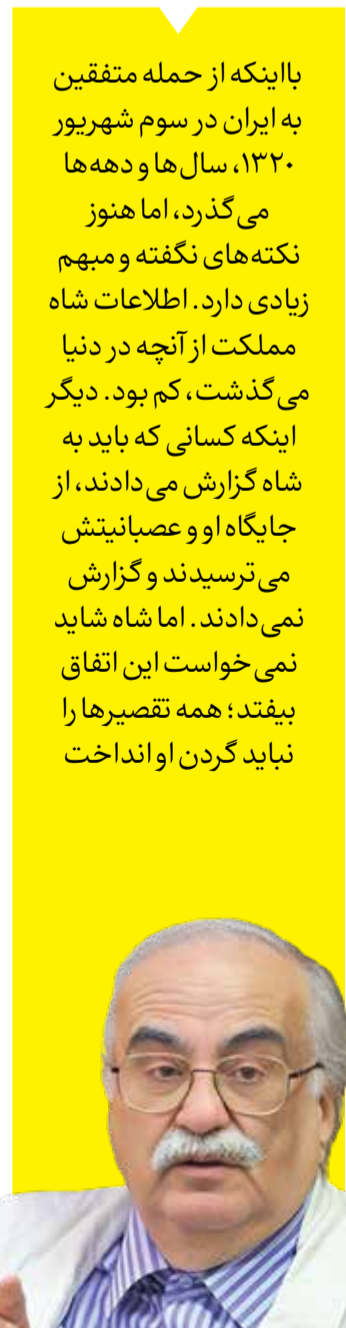 بااینکه از حمله متفقین
به ایران در سوم شهریور
۱۳۲۰، سال‌ها و دهه‌ها
می‌گذرد، اما هنوز
نکته‌های نگفته و مبهم
زیادی دارد. اطلاعات شاه
مملکت از آنچه در دنیا
می‌گذشت، کم بود. دیگر
اینکه کسانی که باید به
شاه گزارش می‌دادند، از
جایگاه او و عصبانیتش
می‌ترسیدند و گزارش
نمی‌دادند. اما شاه شاید
نمی‌خواست این اتفاق
بیفتد؛ همه تقصیرها را
نباید گردن او انداخت